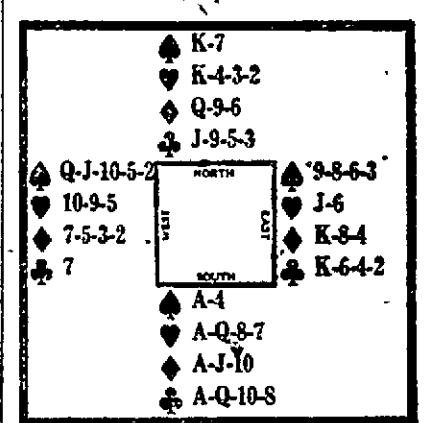 ♠ K-7
♥ K-4-3-2
♦ Q-9-6
♣ J-9-5-3
♠ Q-J-10-5-2
♥ 10-9-5
♦ 7-5-3-2
♣ 7
NORTH
WEST
EAST
SOUTH
♠ 9-8-6-3
♥ J-6
♦ K-8-4
♣ K-6-4-2
♠ A-4
♥ A-Q-8-7
♦ A-J-10
♣ A-Q-10-8